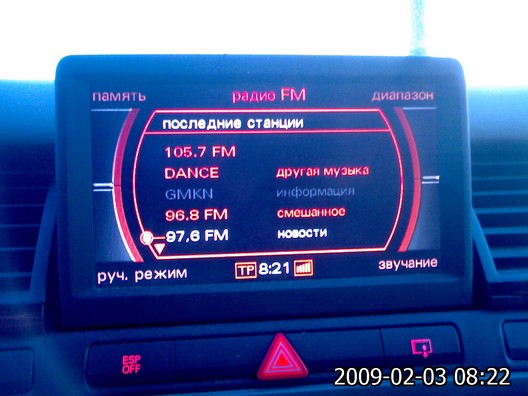 память радио FM диапазон
последние станции
105.7 FM
DANCE другая музыка
GMKN информация
96.8 FM смешанное
97,6 FM новости
руч. режим TP 8:21 звучание
ESP
OFF
2009-02-03 08:22